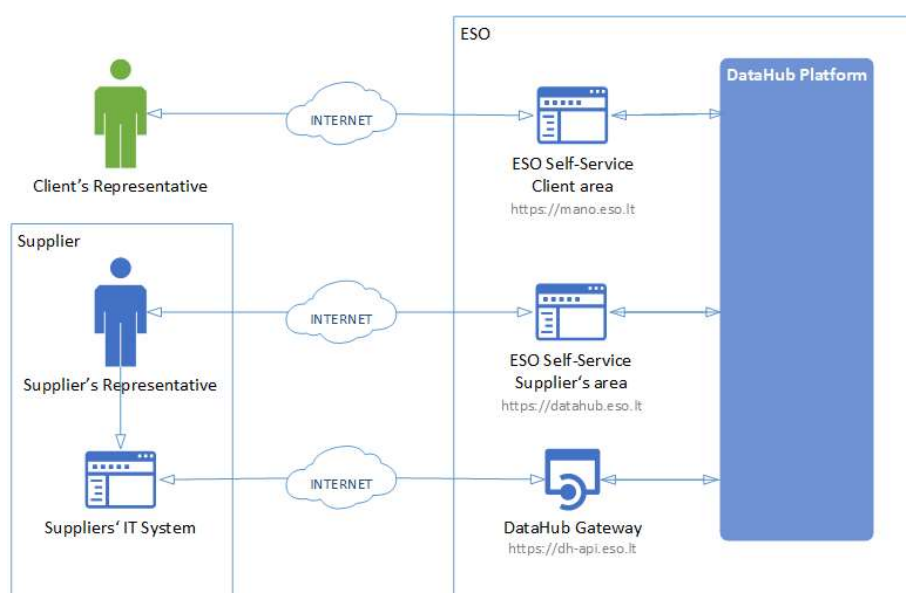 ESO
DataHub Platform
INTERNET
Client's Representative
ESO Self-Service
Client area
https://mano.eso.lt
Supplier
INTERNET
Supplier's Representative
ESO Self-Service
Supplier‘s area
https://datahub.eso.lt
INTERNET
Suppliers‘ IT System
DataHub Gateway
https://dh-api.eso.lt